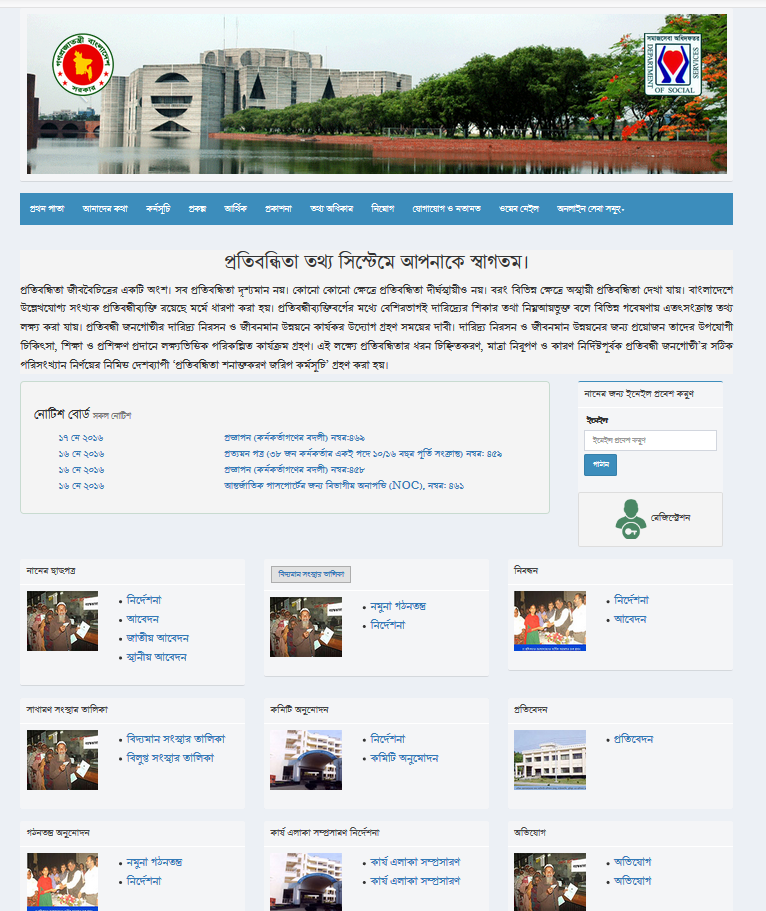 গণপ্রজাতন্ত্রী বাংলাদেশ
সরকার
সমাজসেবা অধিদফতর
DEPARTMENT OF SOCIAL SERVICES
প্রথম পাতা আমাদের কথা কর্মসূচি প্রকল্প আর্থিক প্রকাশনা তথ্য অধিকার নিয়োগ যোগাযোগ ও মতামত ওয়েব মেইল অনলাইন সেবা সমূহ
প্রতিবন্ধিতা তথ্য সিস্টেমে আপনাকে স্বাগতম।
প্রতিবন্ধিতা জীববৈচিত্রের একটি অংশ। সব প্রতিবন্ধিতা দৃশ্যমান নয়। কোনো কোনো ক্ষেত্রে প্রতিবন্ধিতা দীর্ঘস্থায়ীও নয়। বরং বিভিন্ন ক্ষেত্রে অস্থায়ী প্রতিবন্ধিতা দেখা যায়। বাংলাদেশে
উল্লেখযোগ্য সংখ্যক প্রতিবন্ধীব্যক্তি রয়েছে মর্মে ধারণা করা হয়। প্রতিবন্ধীব্যক্তিবর্গের মধ্যে বেশিরভাগই দারিদ্র্যের শিকার তথা নিম্নআয়ভুক্ত বলে বিভিন্ন গবেষণায় এতৎসংক্রান্ত তথ্য
লক্ষ্য করা যায়। প্রতিবন্ধী জনগোষ্ঠীর দারিদ্র্য নিরসন ও জীবনমান উন্নয়নে কার্যকর উদ্যোগ গ্রহণ সময়ের দাবী। দারিদ্র্য নিরসন ও জীবনমান উন্নয়নের জন্য প্রয়োজন তাদের উপযোগী
চিকিৎসা, শিক্ষা ও প্রশিক্ষণ প্রদানে লক্ষ্যভিত্তিক পরিকল্পিত কার্যক্রম গ্রহণ। এই লক্ষ্যে প্রতিবন্ধিতার ধরন চিহ্নিতকরণ, মাত্রা নিরূপণ ও কারণ নির্দিষ্টপূর্বক প্রতিবন্ধী জনগোষ্ঠী’র সঠিক
পরিসংখ্যান নির্ণয়ের নিমিত্ত দেশব্যাপী ‘প্রতিবন্ধিতা শনাক্তকরণ জরিপ কর্মসূচি’ গ্রহণ করা হয়।
নোটিশ বোর্ড সকল নোটিশ
১৭ মে ২০১৬ প্রজ্ঞাপন (কর্মকর্তাগণের বদলী) নম্বর:৪৬৯
১৬ মে ২০১৬ প্রত্যয়ন পত্র (৩৮ জন কর্মকর্তার একই পদে ১০/১৬ বছর পূর্তি সংক্রান্ত) নম্বর: ৪৫৯
১৬ মে ২০১৬ প্রজ্ঞাপন (কর্মকর্তাগণের বদলী) নম্বর:৪৫৮
১৬ মে ২০১৬ আন্তর্জাতিক পাসপোর্টের জন্য বিভাগীয় অনাপত্তি (NOC), নম্বর: ৪৬১
নামের জন্য ইমেইল প্রবেশ করুণ
ইমেইল
ইমেইল প্রবেশ করুণ
পাঠান
রেজিস্ট্রেশন
নামের ছাড়পত্র
নির্দেশনা
আবেদন
জাতীয় আবেদন
স্থানীয় আবেদন
বিদ্যমান সংস্থার তালিকা
নমুনা গঠনতন্ত্র
নির্দেশনা
নিবন্ধন
নির্দেশনা
আবেদন
সাধারণ সংস্থার তালিকা
বিদ্যমান সংস্থার তালিকা
বিলুপ্ত সংস্থার তালিকা
কমিটি অনুমোদন
নির্দেশনা
কমিটি অনুমোদন
প্রতিবেদন
প্রতিবেদন
গঠনতন্ত্র অনুমোদন
নমুনা গঠনতন্ত্র
নির্দেশনা
কার্য এলাকা সম্প্রসারণ নির্দেশনা
কার্য এলাকা সম্প্রসারণ
কার্য এলাকা সম্প্রসারণ
অভিযোগ
অভিযোগ
অভিযোগ